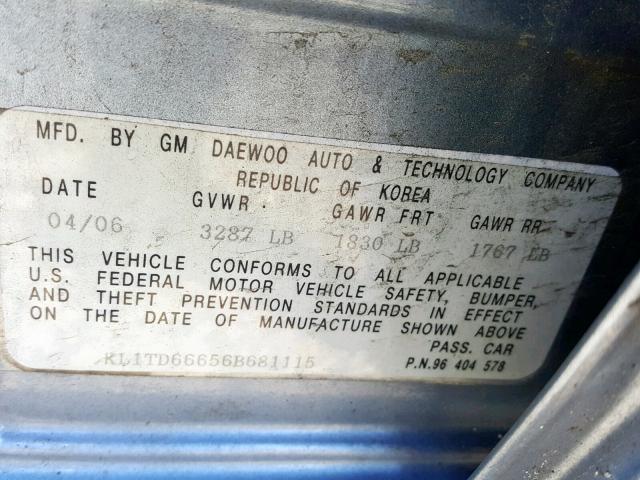 MFD. BY GM DAEWOO AUTO & TECHNOLOGY COMPANY
REPUBLIC OF KOREA
DATE GVWR GAWR FRT GAWR RR
04/06 3287 LB 1830 LB 1767 LB
THIS VEHICLE CONFORMS TO ALL APPLICABLE
U.S. FEDERAL MOTOR VEHICLE SAFETY, BUMPER,
AND THEFT PREVENTION STANDARDS IN EFFECT
ON THE DATE OF MANUFACTURE SHOWN ABOVE
PASS. CAR
KL1TD66656B681115
P.N.96 404 578